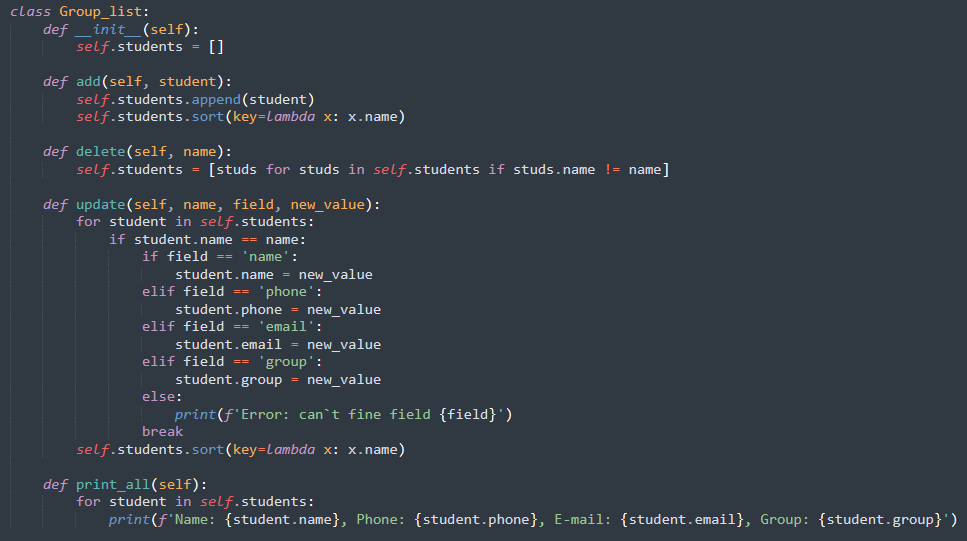 class Group_list:
    def __init__(self):
        self.students = []

    def add(self, student):
        self.students.append(student)
        self.students.sort(key=lambda x: x.name)

    def delete(self, name):
        self.students = [studs for studs in self.students if studs.name != name]

    def update(self, name, field, new_value):
        for student in self.students:
            if student.name == name:
                if field == 'name':
                    student.name = new_value
                elif field == 'phone':
                    student.phone = new_value
                elif field == 'email':
                    student.email = new_value
                elif field == 'group':
                    student.group = new_value
                else:
                    print(f'Error: can`t fine field {field}')
                break
        self.students.sort(key=lambda x: x.name)

    def print_all(self):
        for student in self.students:
            print(f'Name: {student.name}, Phone: {student.phone}, E-mail: {student.email}, Group: {student.group}')